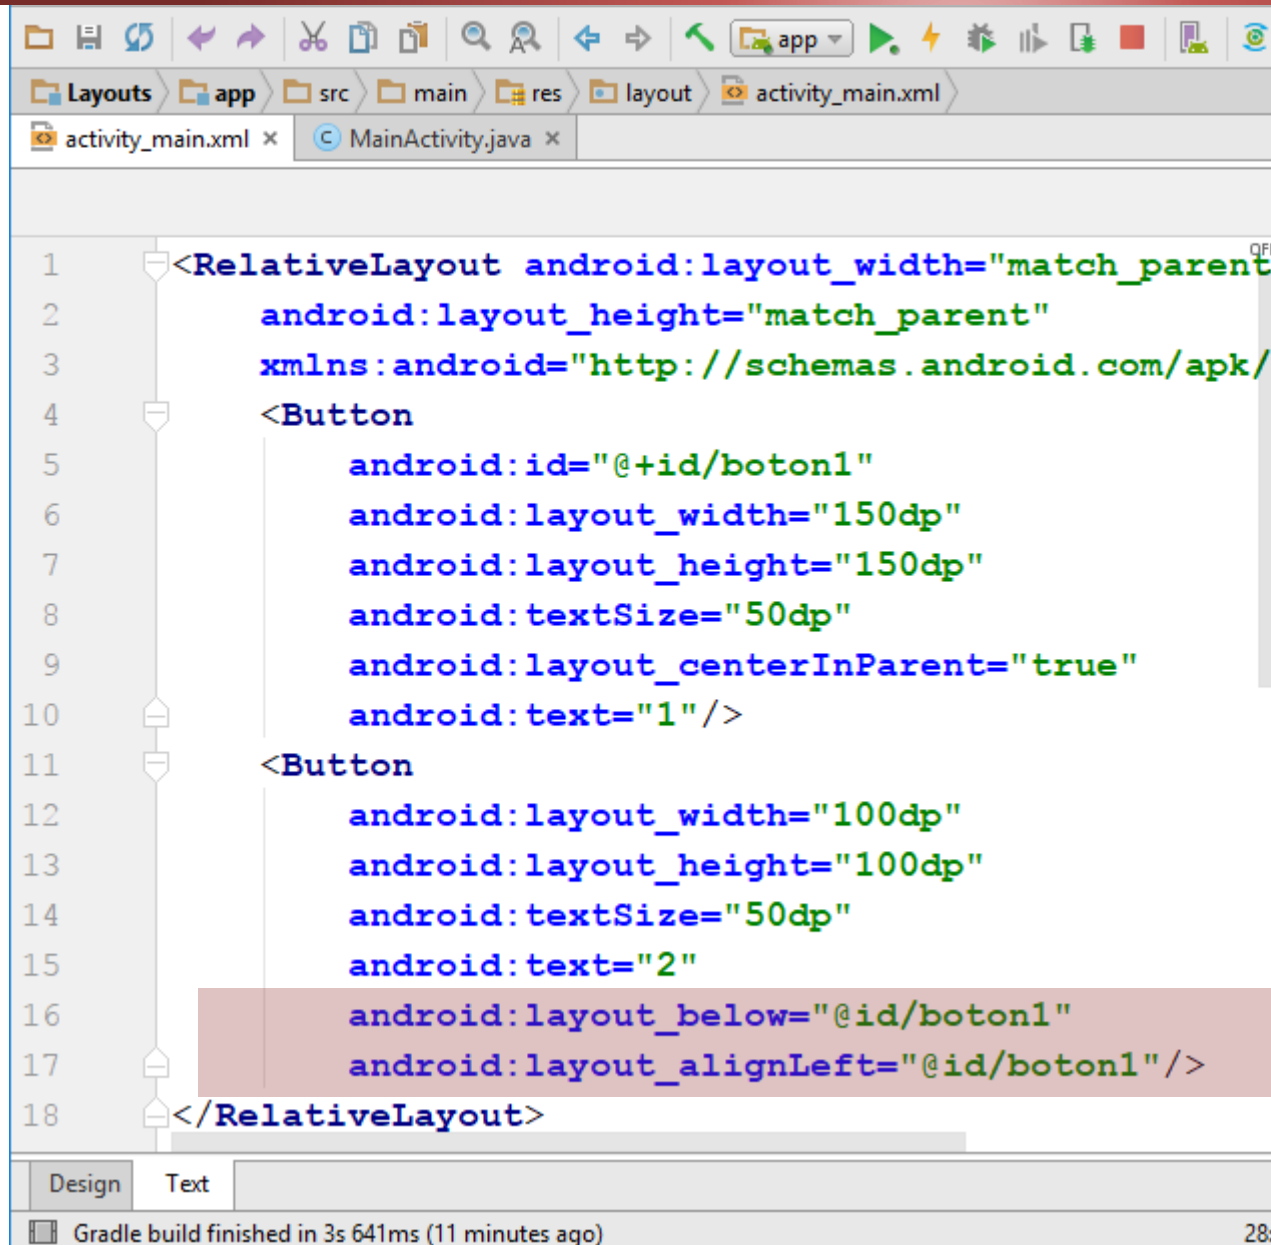 app
Layouts app src main res layout activity_main.xml
activity_main.xml MainActivity.java
1 <RelativeLayout android:layout_width="match_parent
2 android:layout_height="match_parent"
3 xmlns:android="http://schemas.android.com/apk/
4 <Button
5 android:id="@+id/boton1"
6 android:layout_width="150dp"
7 android:layout_height="150dp"
8 android:textSize="50dp"
9 android:layout_centerInParent="true"
10 android:text="1"/>
11 <Button
12 android:layout_width="100dp"
13 android:layout_height="100dp"
14 android:textSize="50dp"
15 android:text="2"
16 android:layout_below="@id/boton1"
17 android:layout_alignLeft="@id/boton1"/>
18 </RelativeLayout>
Design Text
Gradle build finished in 3s 641ms (11 minutes ago) 28: